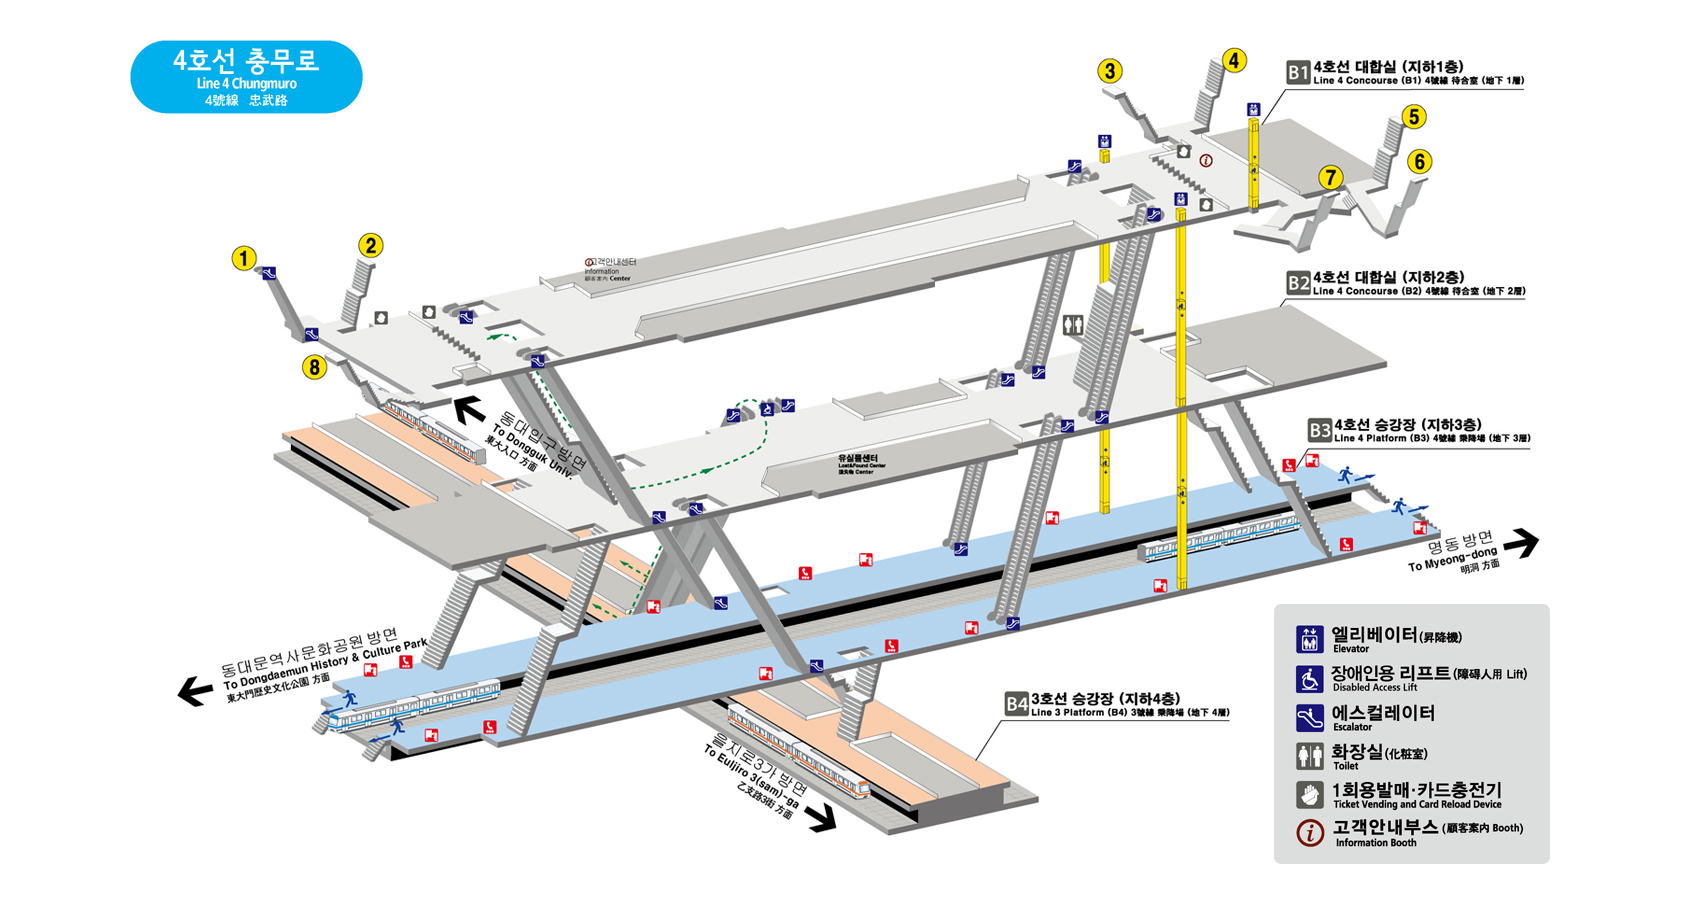 4호선 충무로
Line 4 Chungmuro
4號線 忠武路
3
4
B1 4호선 대합실 (지하1층)
Line 4 Concourse (B1) 4號線 待合室 (地下 1層)
5
6
7
1
2
고객안내센터
Information
顧客案内 Center
B2 4호선 대합실 (지하2층)
Line 4 Concourse (B2) 4號線 待合室 (地下 2層)
8
동대입구 방면
To Dongguk Univ.
東大入口 方面
유실물센터
Lost&Found Center
遺失物 Center
B3 4호선 승강장 (지하3층)
Line 4 Platform (B3) 4號線 乘降場 (地下 3層)
명동 방면
To Myeong-dong
明洞 方面
동대문역사문화공원 방면
To Dongdaemun History & Culture Park
東大門歷史文化公園 方面
B4 3호선 승강장 (지하4층)
Line 3 Platform (B4) 3號線 乘降場 (地下 4層)
을지로3가 방면
To Euljiro 3(sam)-ga
乙支路3街 方面
엘리베이터(昇降機)
Elevator
장애인용 리프트(障碍人用 Lift)
Disabled Access Lift
에스컬레이터
Escalator
화장실(化粧室)
Toilet
1회용발매·카드충전기
Ticket Vending and Card Reload Device
고객안내부스 (顧客案内 Booth)
Information Booth